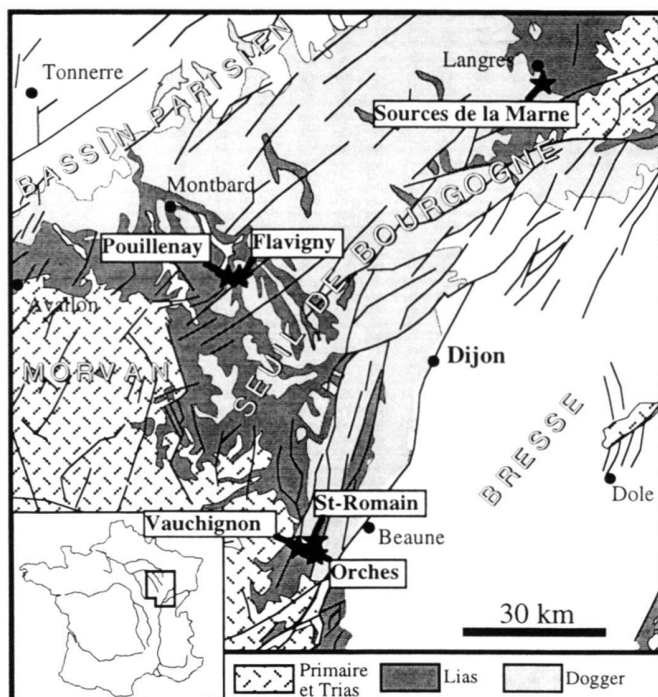 Tonnerre
Langres
Sources de la Marne
BASSIN PARISIEN
Montbard
Pouillenay
Flavigny
SEUIL DE BOURGOGNE
Avallon
MORVAN
Dijon
BRESSE
Dole
St-Romain
Vauchignon
Beaune
Orches
30 km
Primaire
et Trias
Lias
Dogger